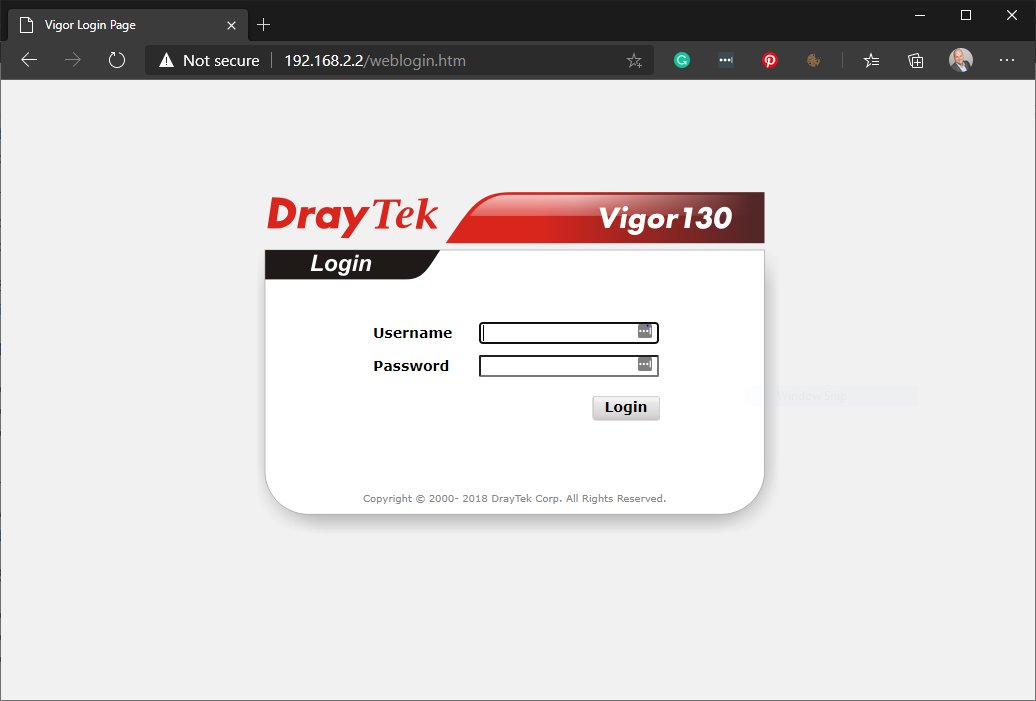 Vigor Login Page
Not secure
192.168.2.2/weblogin.htm
DrayTek
Vigor130
Login
Username
Password
Login
Window Snip
Copyright © 2000- 2018 DrayTek Corp. All Rights Reserved.